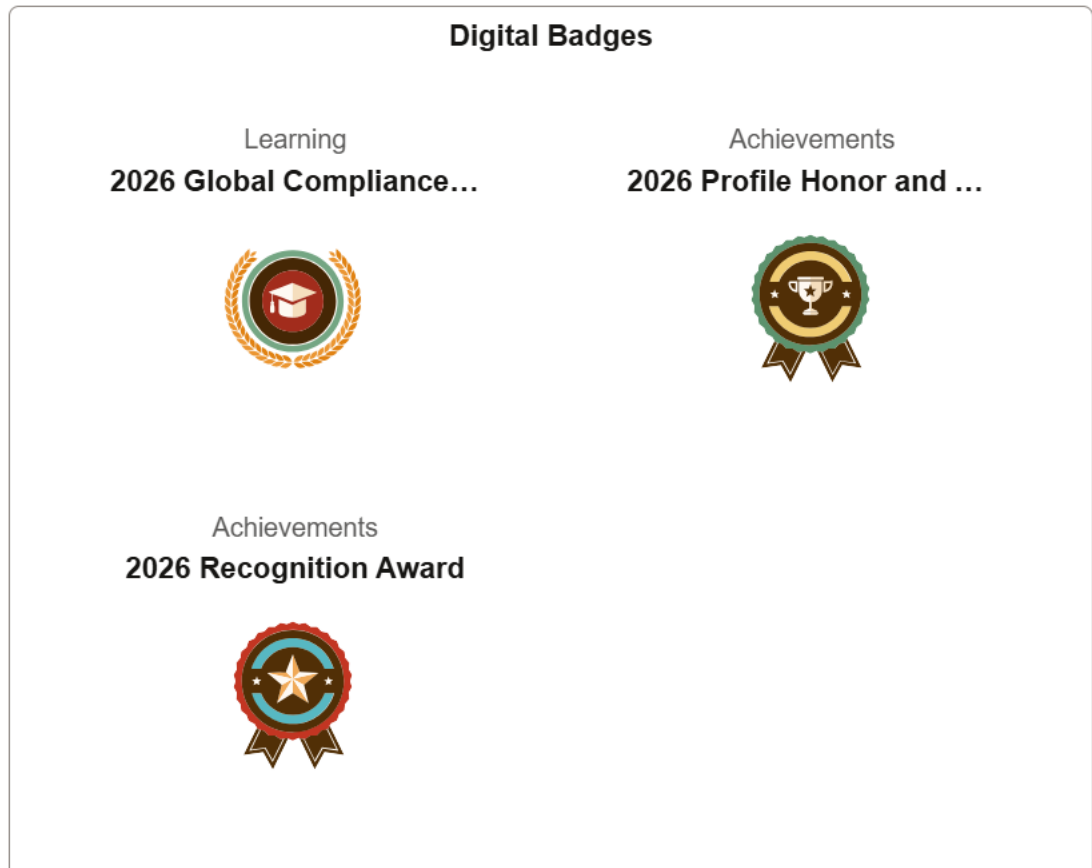 Digital Badges
Learning
2026 Global Compliance…
Achievements
2026 Profile Honor and …
Achievements
2026 Recognition Award